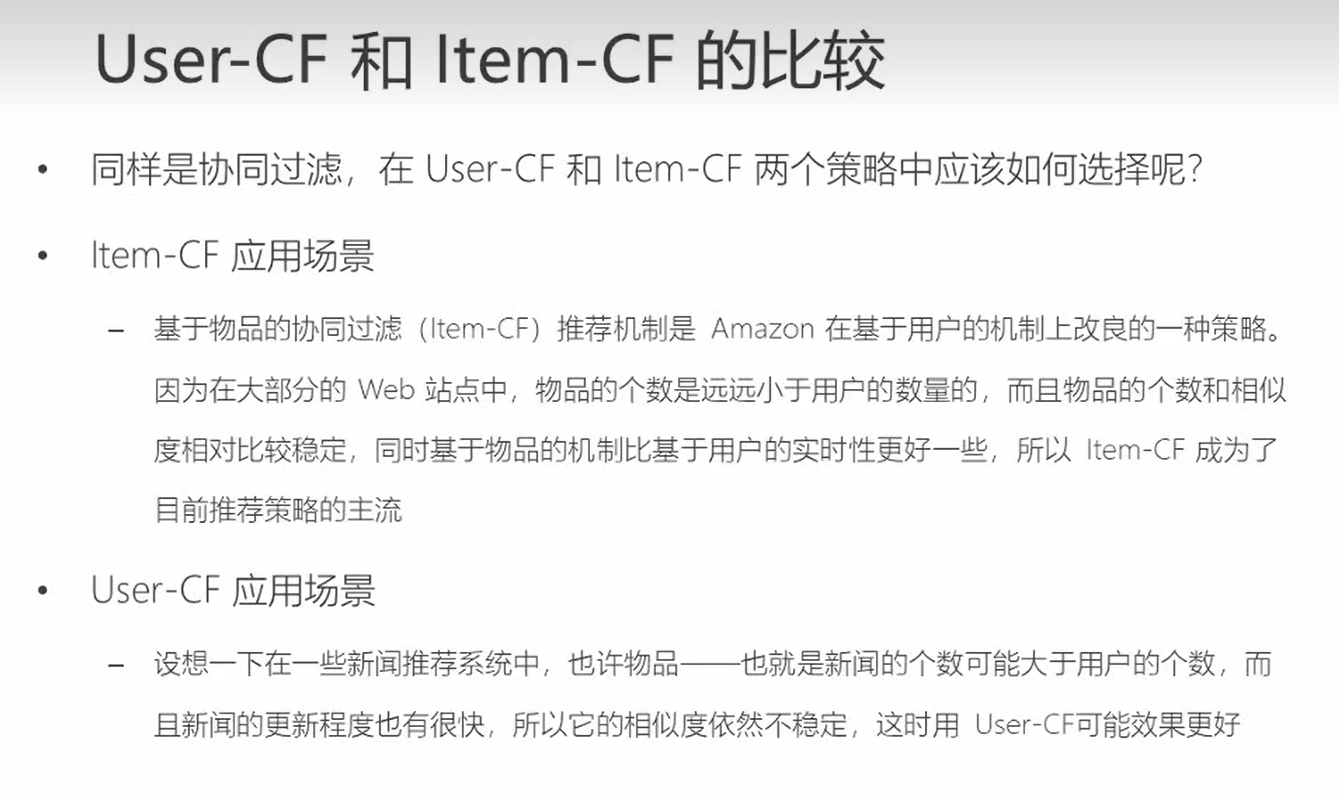 User-CF 和 Item-CF 的比较
• 同样是协同过滤，在 User-CF 和 Item-CF 两个策略中应该如何选择呢？
• Item-CF 应用场景
– 基于物品的协同过滤（Item-CF）推荐机制是 Amazon 在基于用户的机制上改良的一种策略。
因为在大部分的 Web 站点中，物品的个数是远远小于用户的数量的，而且物品的个数和相似
度相对比较稳定，同时基于物品的机制比基于用户的实时性更好一些，所以 Item-CF 成为了
目前推荐策略的主流
• User-CF 应用场景
– 设想一下在一些新闻推荐系统中，也许物品——也就是新闻的个数可能大于用户的个数，而
且新闻的更新程度也有很快，所以它的相似度依然不稳定，这时用 User-CF可能效果更好